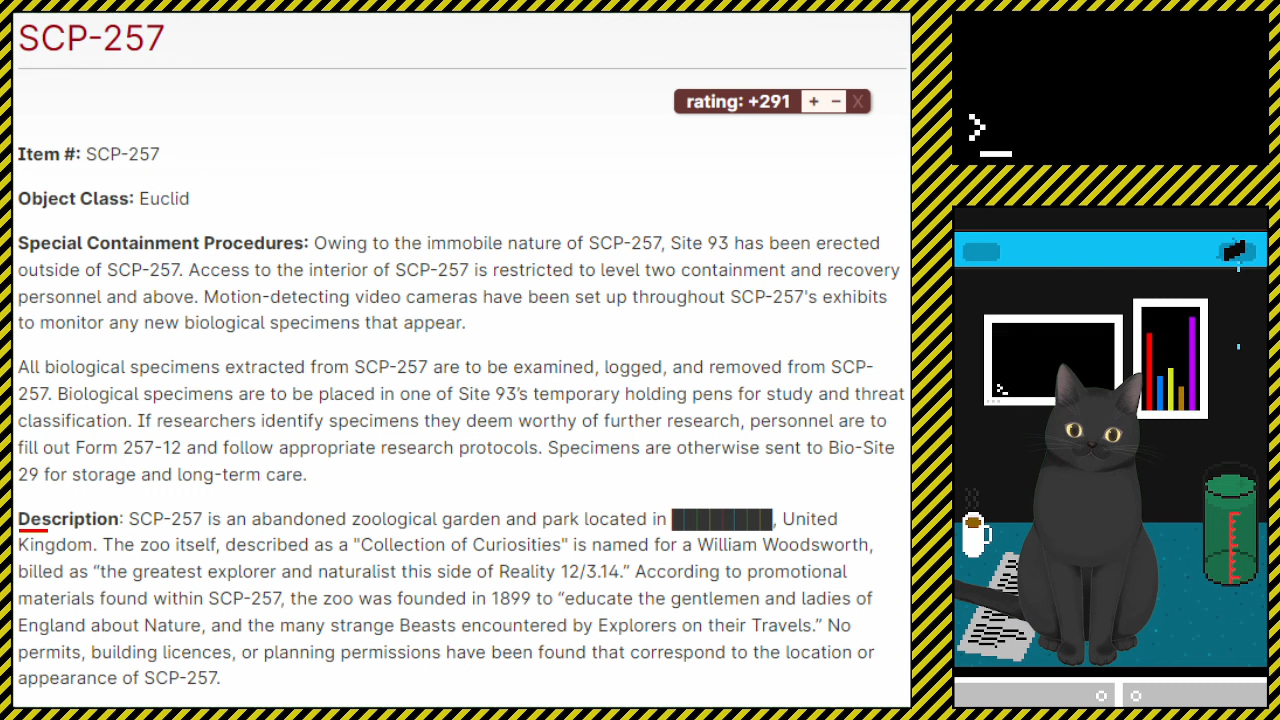 SCP-257
rating: +291 + − X
Item #: SCP-257
Object Class: Euclid
Special Containment Procedures: Owing to the immobile nature of SCP-257, Site 93 has been erected
outside of SCP-257. Access to the interior of SCP-257 is restricted to level two containment and recovery
personnel and above. Motion-detecting video cameras have been set up throughout SCP-257's exhibits
to monitor any new biological specimens that appear.
All biological specimens extracted from SCP-257 are to be examined, logged, and removed from SCP-
257. Biological specimens are to be placed in one of Site 93’s temporary holding pens for study and threat
classification. If researchers identify specimens they deem worthy of further research, personnel are to
fill out Form 257-12 and follow appropriate research protocols. Specimens are otherwise sent to Bio-Site
29 for storage and long-term care.
Description: SCP-257 is an abandoned zoological garden and park located in ████████, United
Kingdom. The zoo itself, described as a "Collection of Curiosities" is named for a William Woodsworth,
billed as “the greatest explorer and naturalist this side of Reality 12/3.14.” According to promotional
materials found within SCP-257, the zoo was founded in 1899 to “educate the gentlemen and ladies of
England about Nature, and the many strange Beasts encountered by Explorers on their Travels.” No
permits, building licences, or planning permissions have been found that correspond to the location or
appearance of SCP-257.
>_